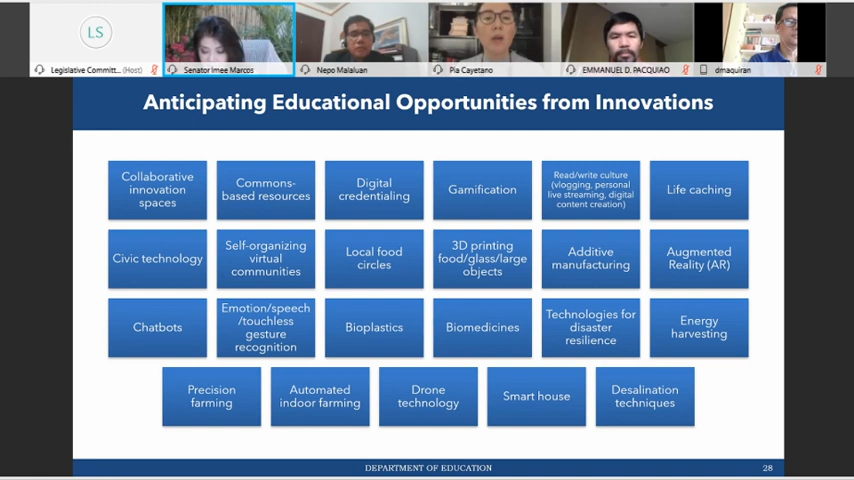 LS
Legislative Committ... (Host)
Senator Imee Marcos
Nepo Malaluan
Pia Cayetano
EMMANUEL D. PACQUIAO
dmaquiran
Anticipating Educational Opportunities from Innovations
Collaborative
innovation
spaces
Commons-
based resources
Digital
credentialing
Gamification
Read/write culture
(vlogging, personal
live streaming, digital
content creation)
Life caching
Civic technology
Self-organizing
virtual
communities
Local food
circles
3D printing
food/glass/large
objects
Additive
manufacturing
Augmented
Reality (AR)
Chatbots
Emotion/speech
/touchless
gesture
recognition
Bioplastics
Biomedicines
Technologies for
disaster
resilience
Energy
harvesting
Precision
farming
Automated
indoor farming
Drone
technology
Smart house
Desalination
techniques
DEPARTMENT OF EDUCATION
28